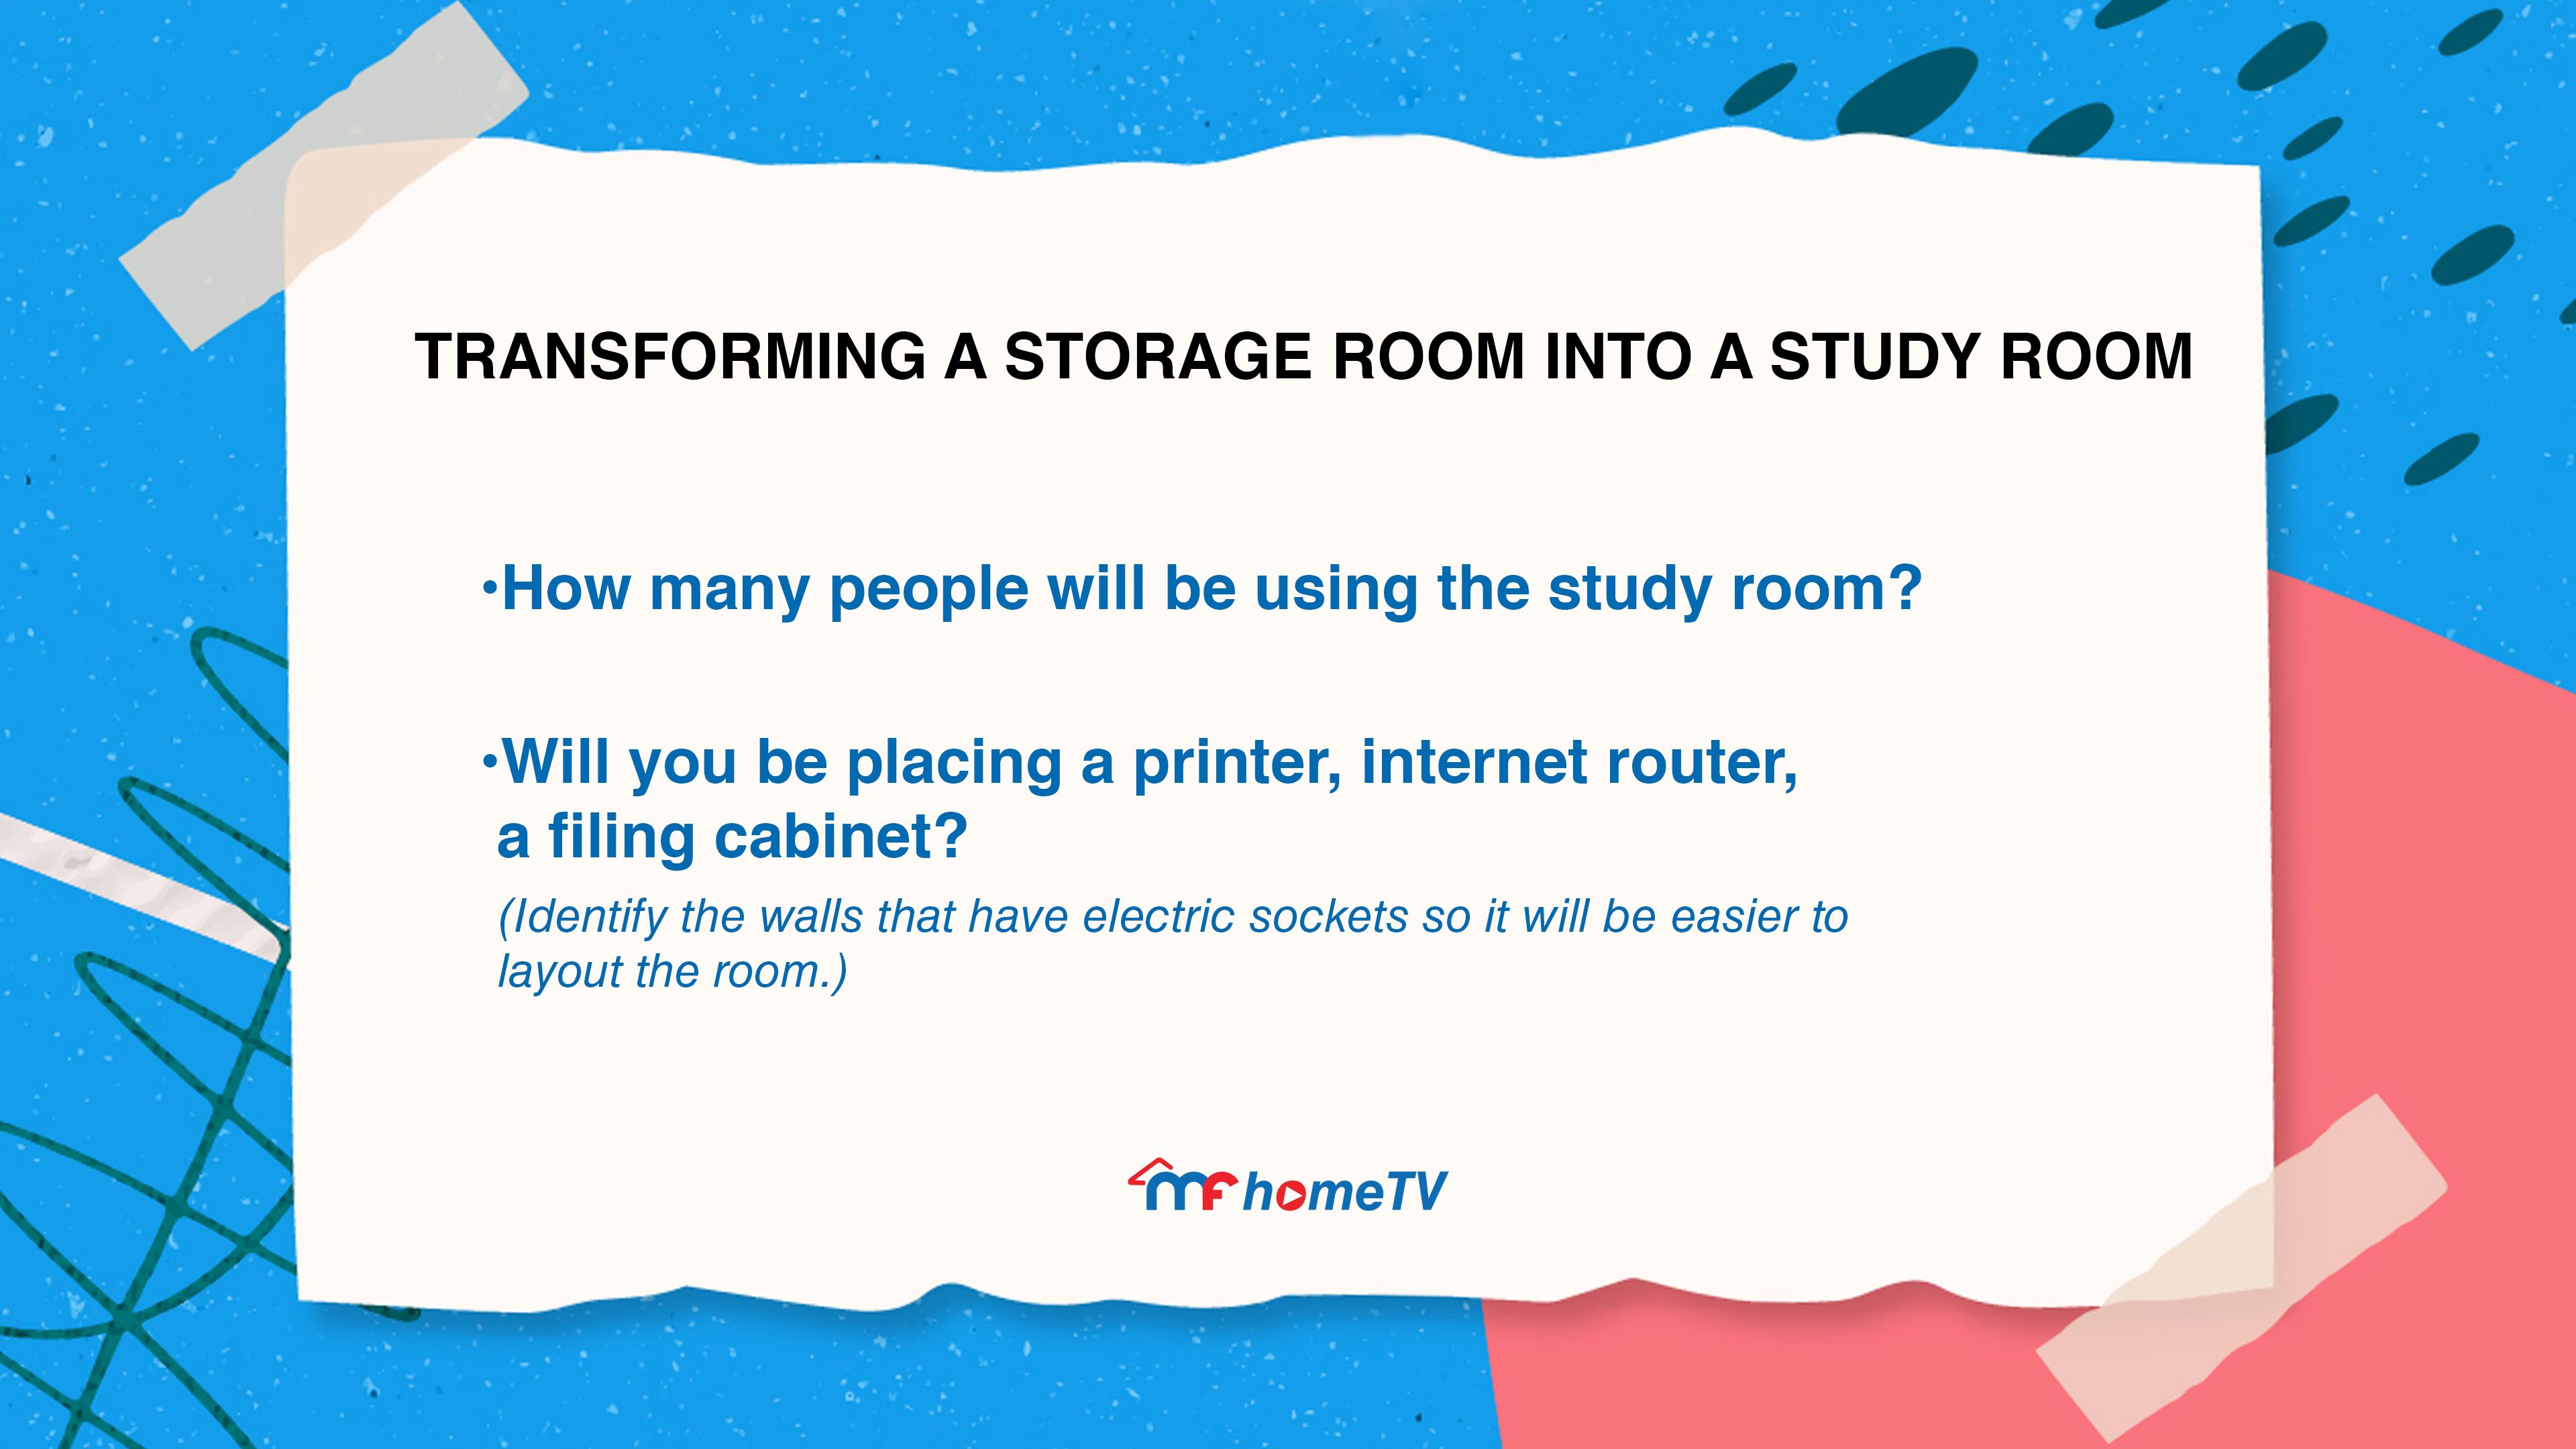 TRANSFORMING A STORAGE ROOM INTO A STUDY ROOM
•How many people will be using the study room?
•Will you be placing a printer, internet router,
a filing cabinet?
(Identify the walls that have electric sockets so it will be easier to
layout the room.)
mf homeTV